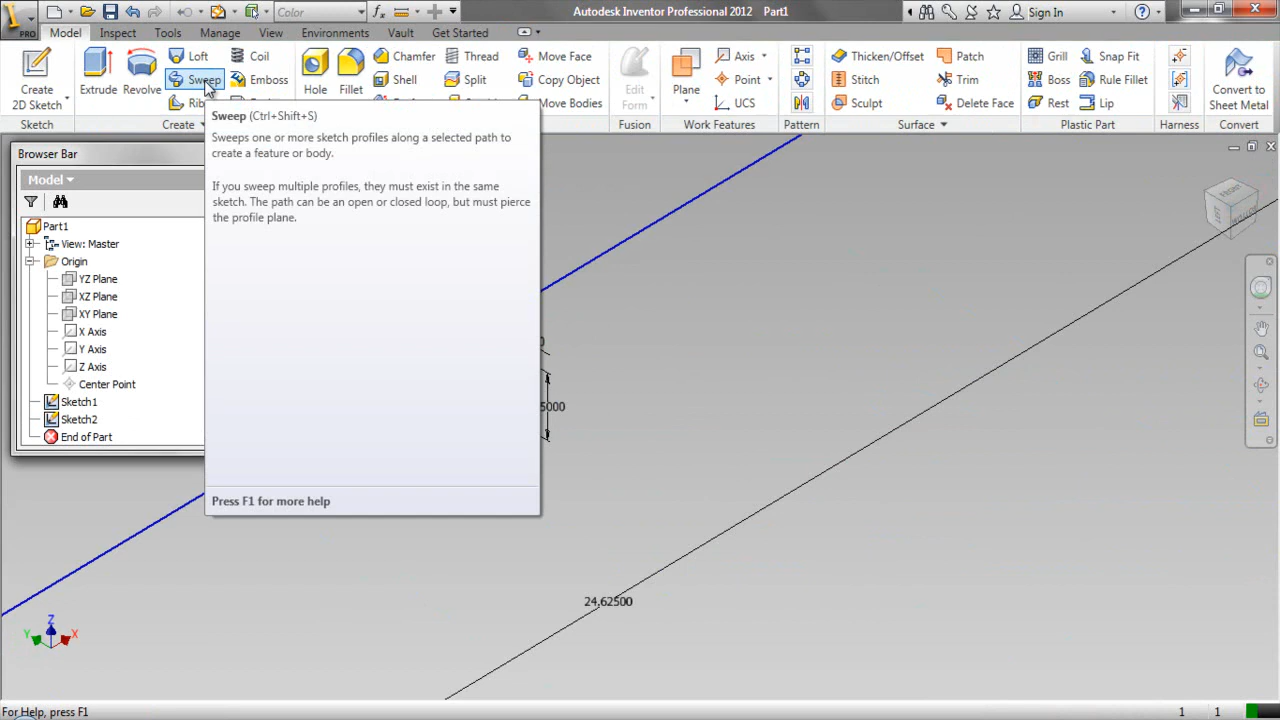 Color
Autodesk Inventor Professional 2012 Part1
Sign In
PRO
Model Inspect Tools Manage View Environments Vault Get Started
Create
2D Sketch
Sketch
Extrude
Revolve
Loft
Sweep
Coil
Emboss
Create
Hole
Fillet
Chamfer
Shell
Thread
Split
Move Face
Copy Object
Move Bodies
Edit
Form
Fusion
Plane
Axis
Point
UCS
Work Features
Pattern
Thicken/Offset
Stitch
Sculpt
Patch
Trim
Delete Face
Surface
Grill
Boss
Rest
Snap Fit
Rule Fillet
Lip
Plastic Part
Harness
Convert to
Sheet Metal
Convert
Sweep (Ctrl+Shift+S)
Sweeps one or more sketch profiles along a selected path to
create a feature or body.
If you sweep multiple profiles, they must exist in the same
sketch. The path can be an open or closed loop, but must pierce
the profile plane.
Press F1 for more help
Browser Bar
Model
Part1
View: Master
Origin
YZ Plane
XZ Plane
XY Plane
X Axis
Y Axis
Z Axis
Center Point
Sketch1
Sketch2
End of Part
FRONT
5000
24.62500
Z
Y X
For Help, press F1
1 1